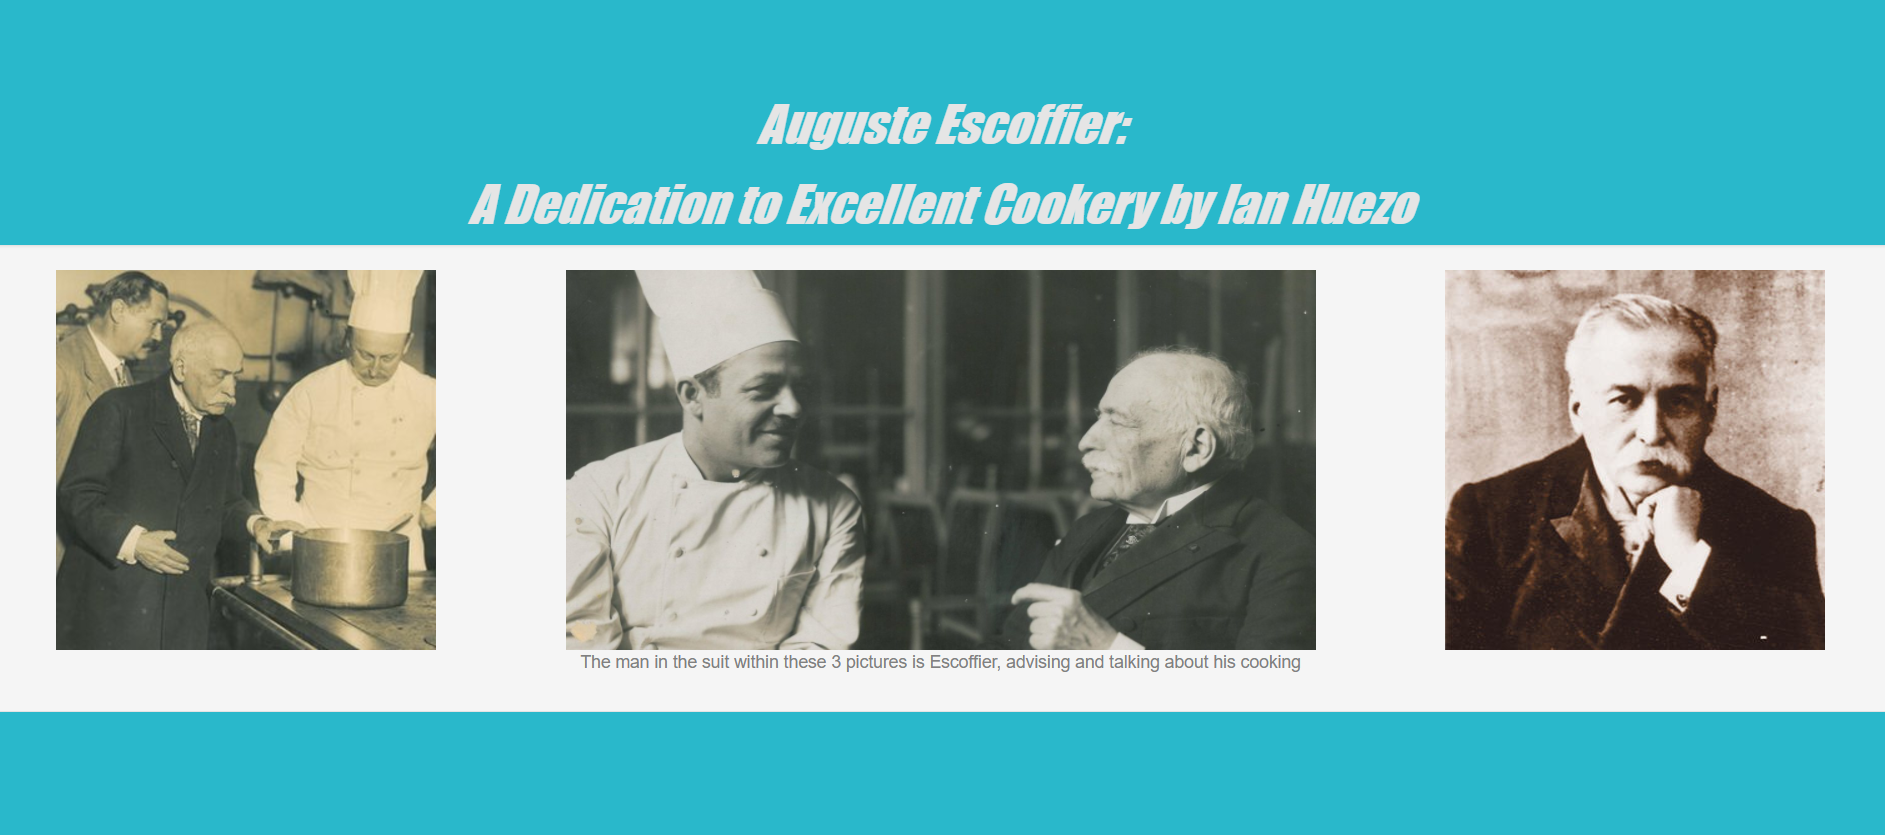 Auguste Escoffier:
A Dedication to Excellent Cookery by Ian Huezo
The man in the suit within these 3 pictures is Escoffier, advising and talking about his cooking